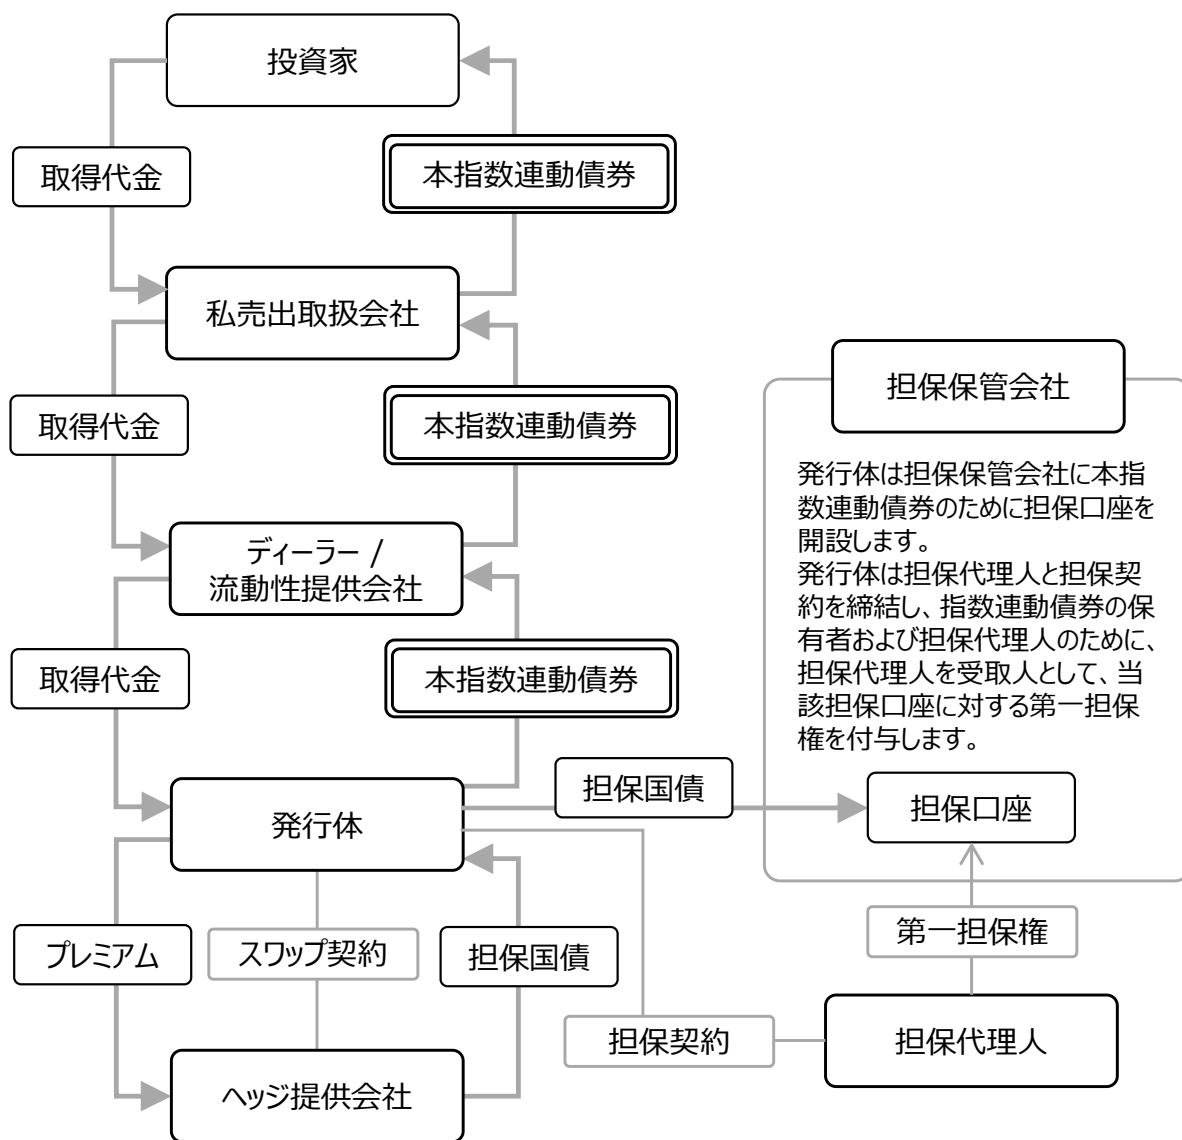 投資家
取得代金
本指数連動債券
私売出取扱会社
取得代金
本指数連動債券
ディーラー /
流動性提供会社
取得代金
本指数連動債券
発行体
プレミアム
スワップ契約
担保国債
ヘッジ提供会社
担保国債
担保契約
担保保管会社
発行体は担保保管会社に本指
数連動債券のために担保口座を
開設します。
発行体は担保代理人と担保契
約を締結し、指数連動債券の保
有者および担保代理人のために、
担保代理人を受取人として、当
該担保口座に対する第一担保
権を付与します。
担保口座
第一担保権
担保代理人